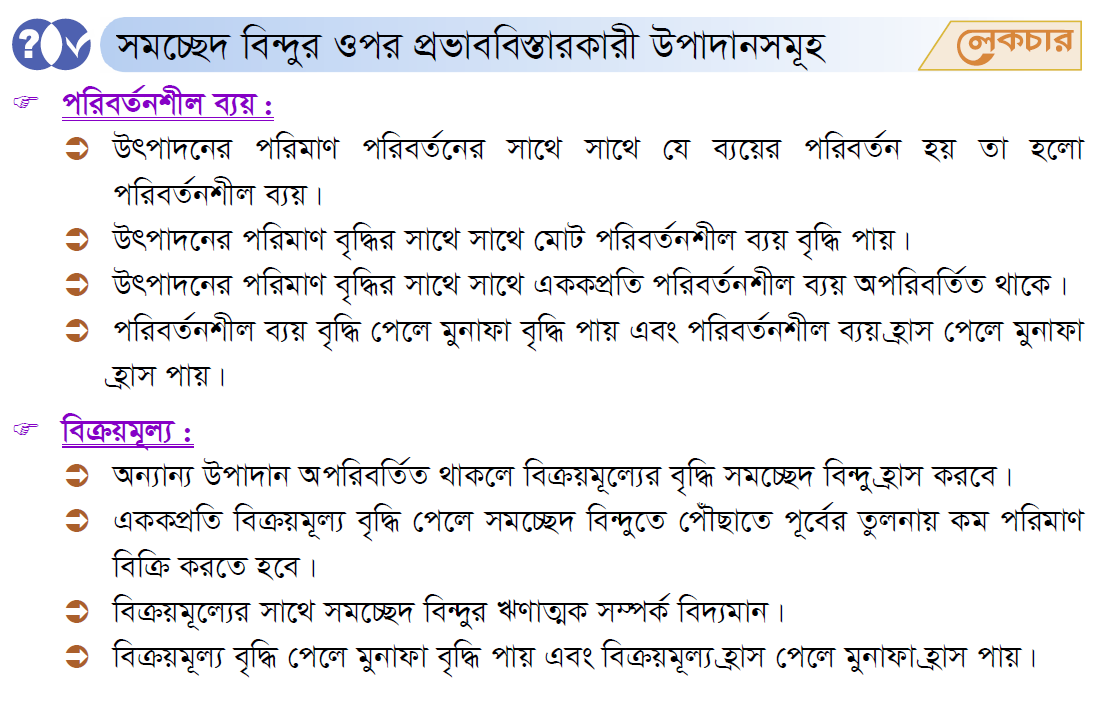 সমচ্ছেদ বিন্দুর ওপর প্রভাববিস্তারকারী উপাদানসমূহ
লেকচার
পরিবর্তনশীল ব্যয় :
উৎপাদনের পরিমাণ পরিবর্তনের সাথে সাথে যে ব্যয়ের পরিবর্তন হয় তা হলো
পরিবর্তনশীল ব্যয়।
উৎপাদনের পরিমাণ বৃদ্ধির সাথে সাথে মোট পরিবর্তনশীল ব্যয় বৃদ্ধি পায়।
উৎপাদনের পরিমাণ বৃদ্ধির সাথে সাথে এককপ্রতি পরিবর্তনশীল ব্যয় অপরিবর্তিত থাকে।
পরিবর্তনশীল ব্যয় বৃদ্ধি পেলে মুনাফা বৃদ্ধি পায় এবং পরিবর্তনশীল ব্যয় হ্রাস পেলে মুনাফা
হ্রাস পায়।
বিক্রয়মূল্য :
অন্যান্য উপাদান অপরিবর্তিত থাকলে বিক্রয়মূল্যের বৃদ্ধি সমচ্ছেদ বিন্দু হ্রাস করবে।
এককপ্রতি বিক্রয়মূল্য বৃদ্ধি পেলে সমচ্ছেদ বিন্দুতে পৌঁছাতে পূর্বের তুলনায় কম পরিমাণ
বিক্রি করতে হবে।
বিক্রয়মূল্যের সাথে সমচ্ছেদ বিন্দুর ঋণাত্মক সম্পর্ক বিদ্যমান।
বিক্রয়মূল্য বৃদ্ধি পেলে মুনাফা বৃদ্ধি পায় এবং বিক্রয়মূল্য হ্রাস পেলে মুনাফা হ্রাস পায়।